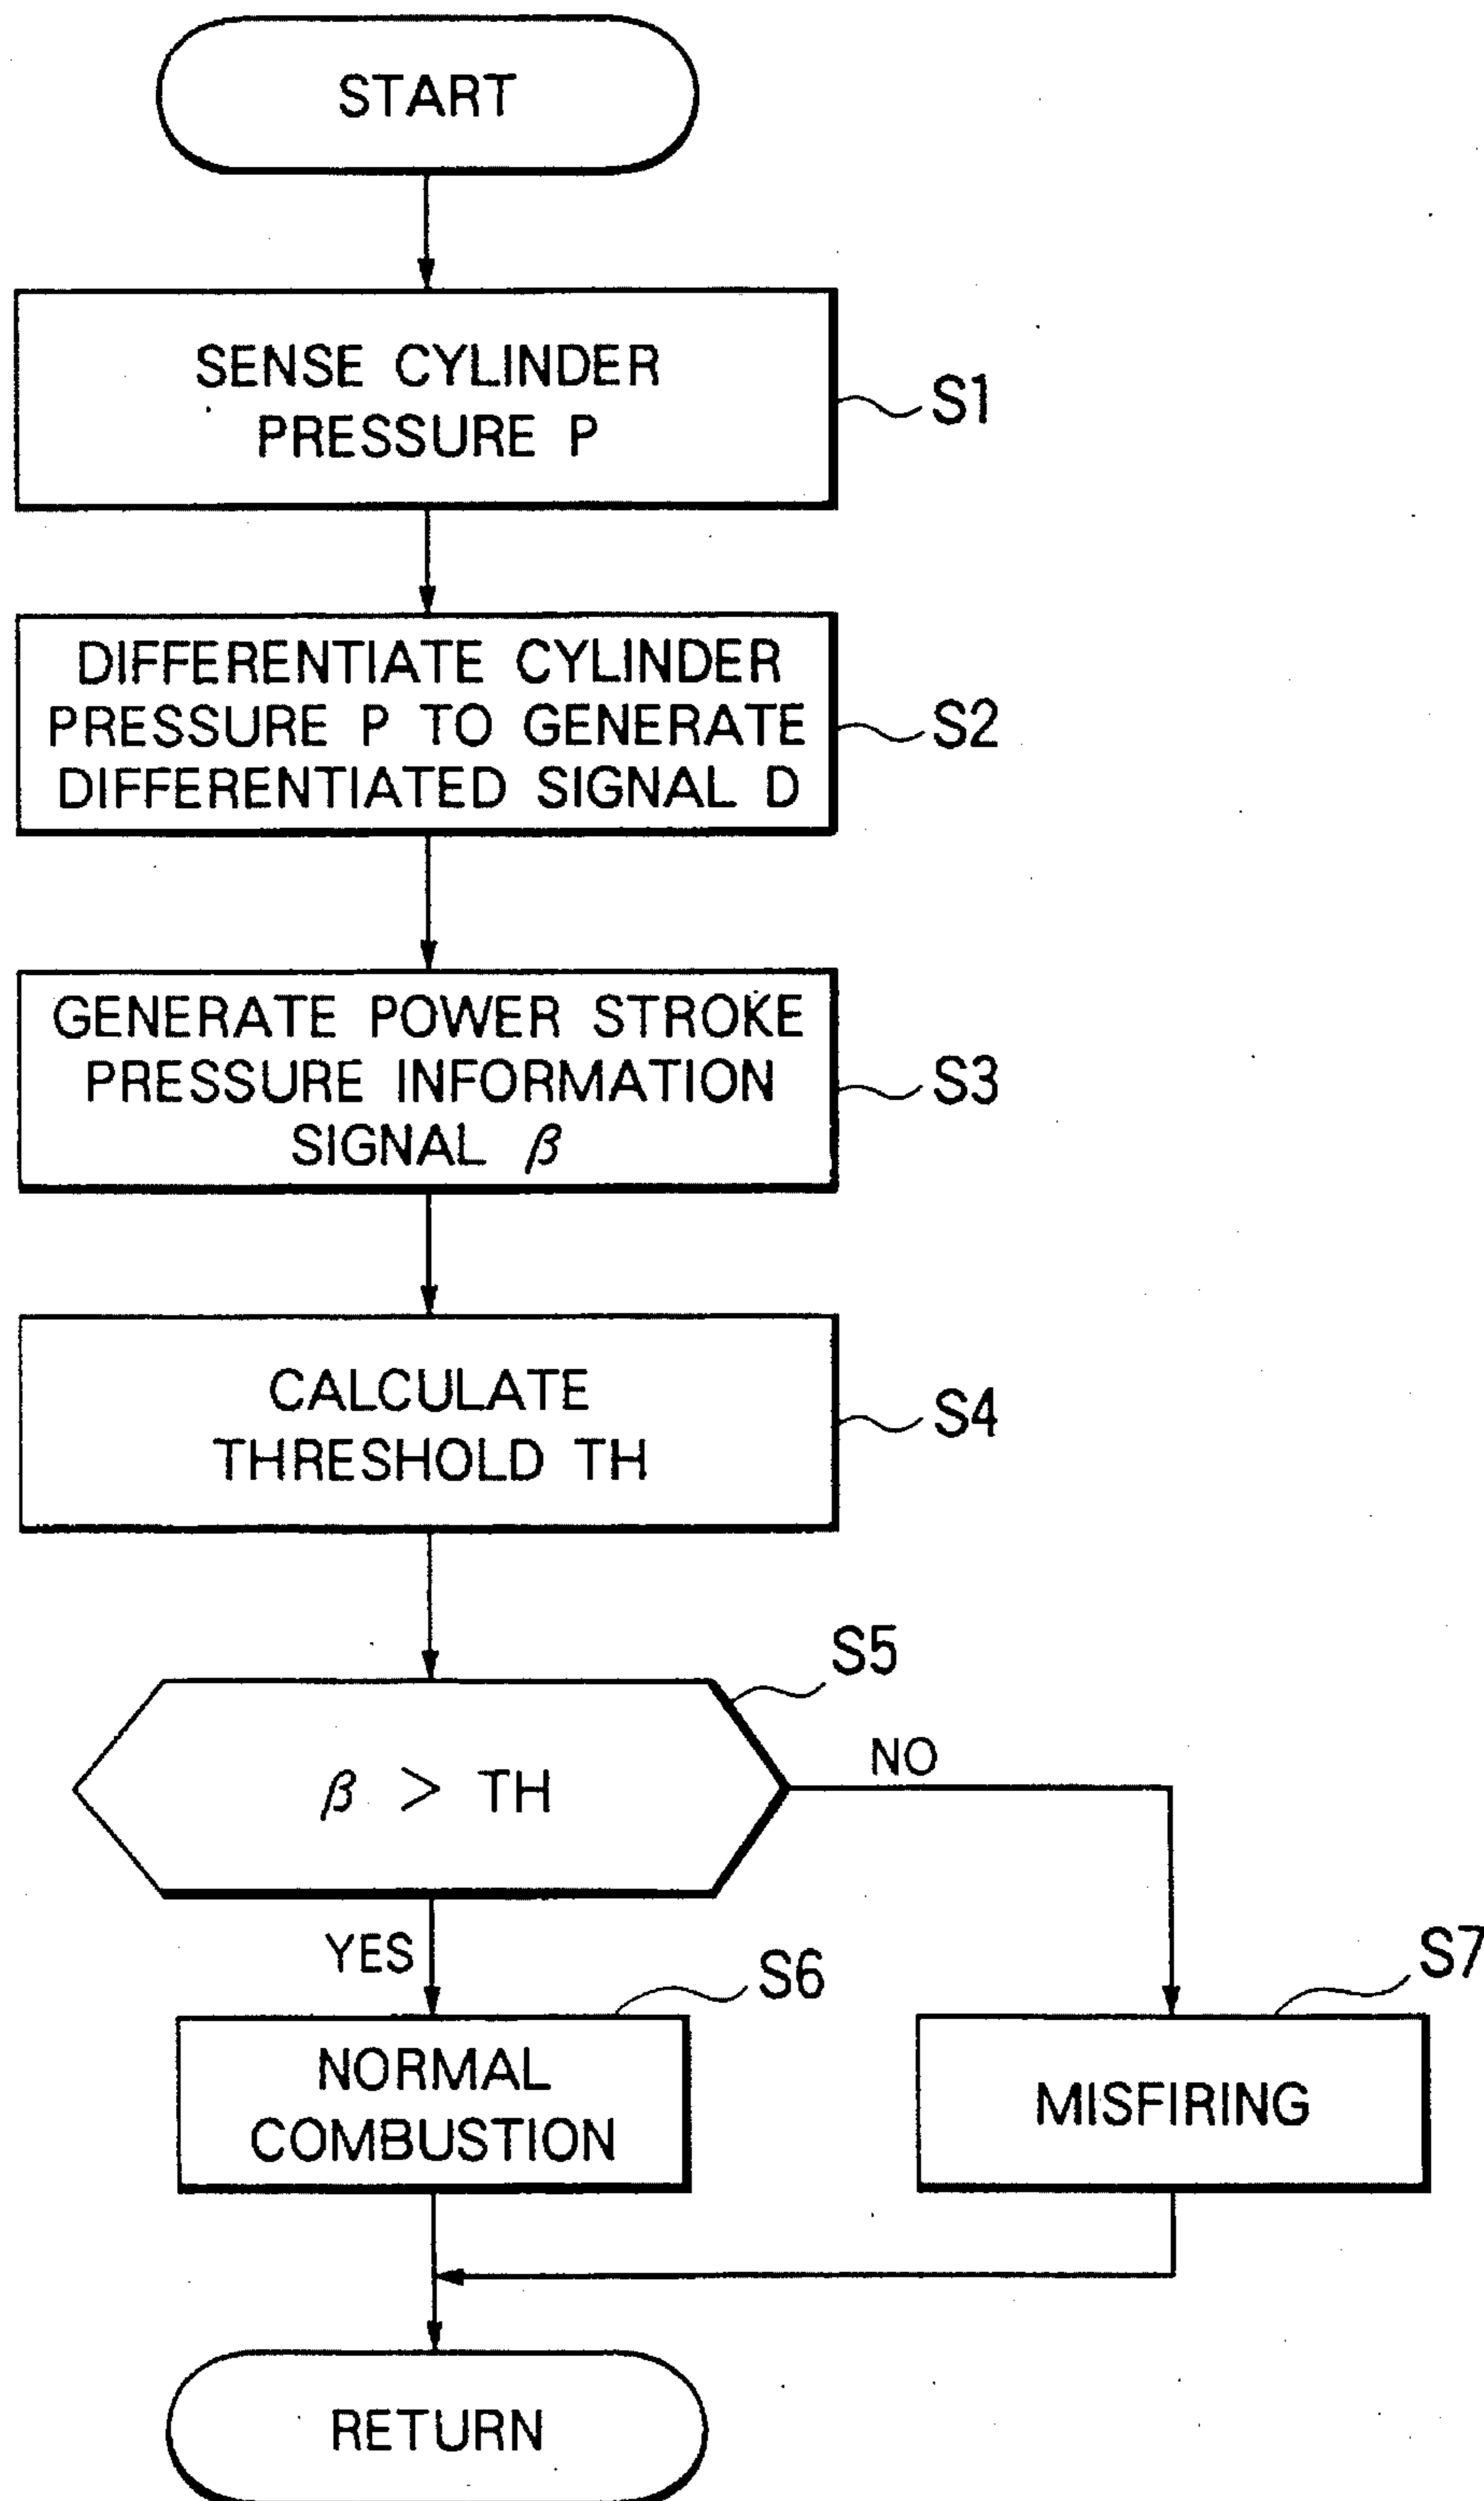 START
SENSE CYLINDER
PRESSURE P
S1
DIFFERENTIATE CYLINDER
PRESSURE P TO GENERATE
DIFFERENTIATED SIGNAL D
S2
GENERATE POWER STROKE
PRESSURE INFORMATION
SIGNAL β
S3
CALCULATE
THRESHOLD TH
S4
S5
β > TH
NO
YES
S6
S7
NORMAL
COMBUSTION
MISFIRING
RETURN